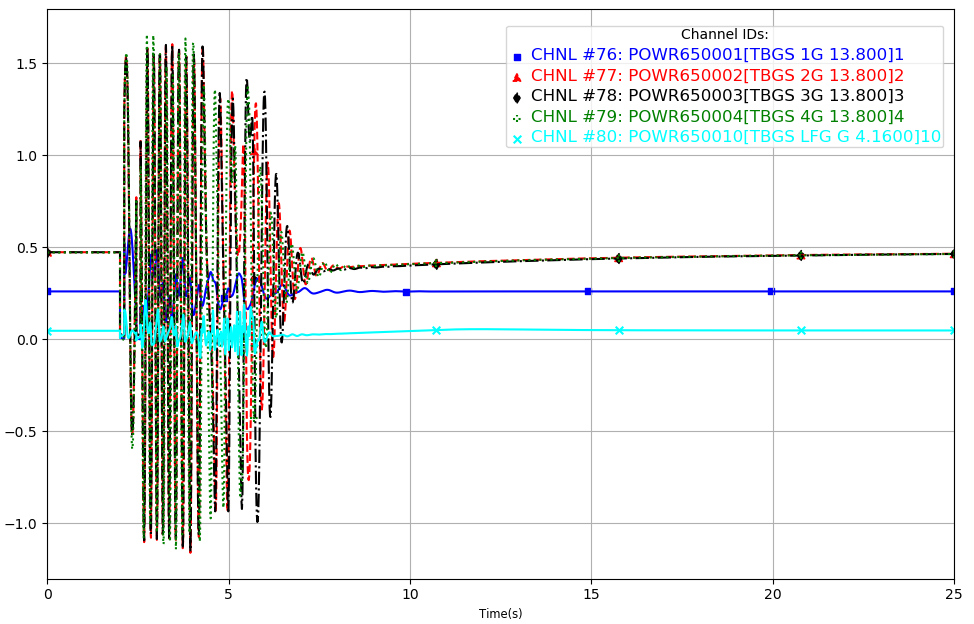 Channel IDs:
CHNL #76: POWR650001[TBGS 1G 13.800]1
CHNL #77: POWR650002[TBGS 2G 13.800]2
CHNL #78: POWR650003[TBGS 3G 13.800]3
CHNL #79: POWR650004[TBGS 4G 13.800]4
CHNL #80: POWR650010[TBGS LFG G 4.1600]10
1.5
1.0
0.5
0.0
−0.5
−1.0
0 5 10 15 20 25
Time(s)